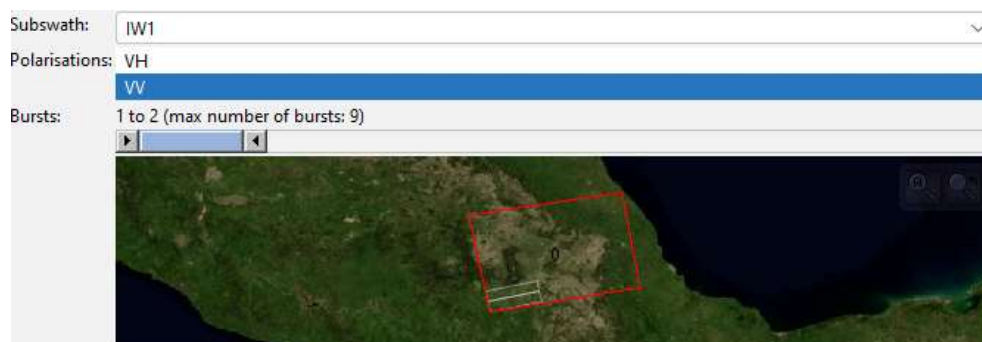 Subswath: IW1
Polarisations: VH
VV
Bursts: 1 to 2 (max number of bursts: 9)
0